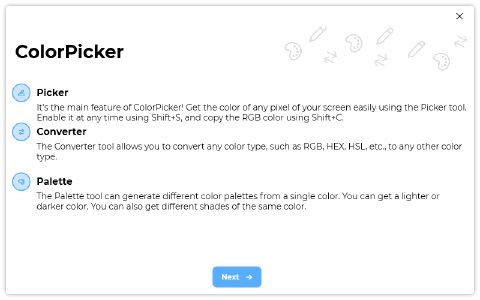 ColorPicker
Picker
It's the main feature of ColorPicker! Get the color of any pixel of your screen easily using the Picker tool.
Enable it at any time using Shift+S, and copy the RGB color using Shift+C.
Converter
The Converter tool allows you to convert any color type, such as RGB, HEX, HSL, etc., to any other color
type.
Palette
The Palette tool can generate different color palettes from a single color. You can get a lighter or
darker color. You can also get different shades of the same color.
Next